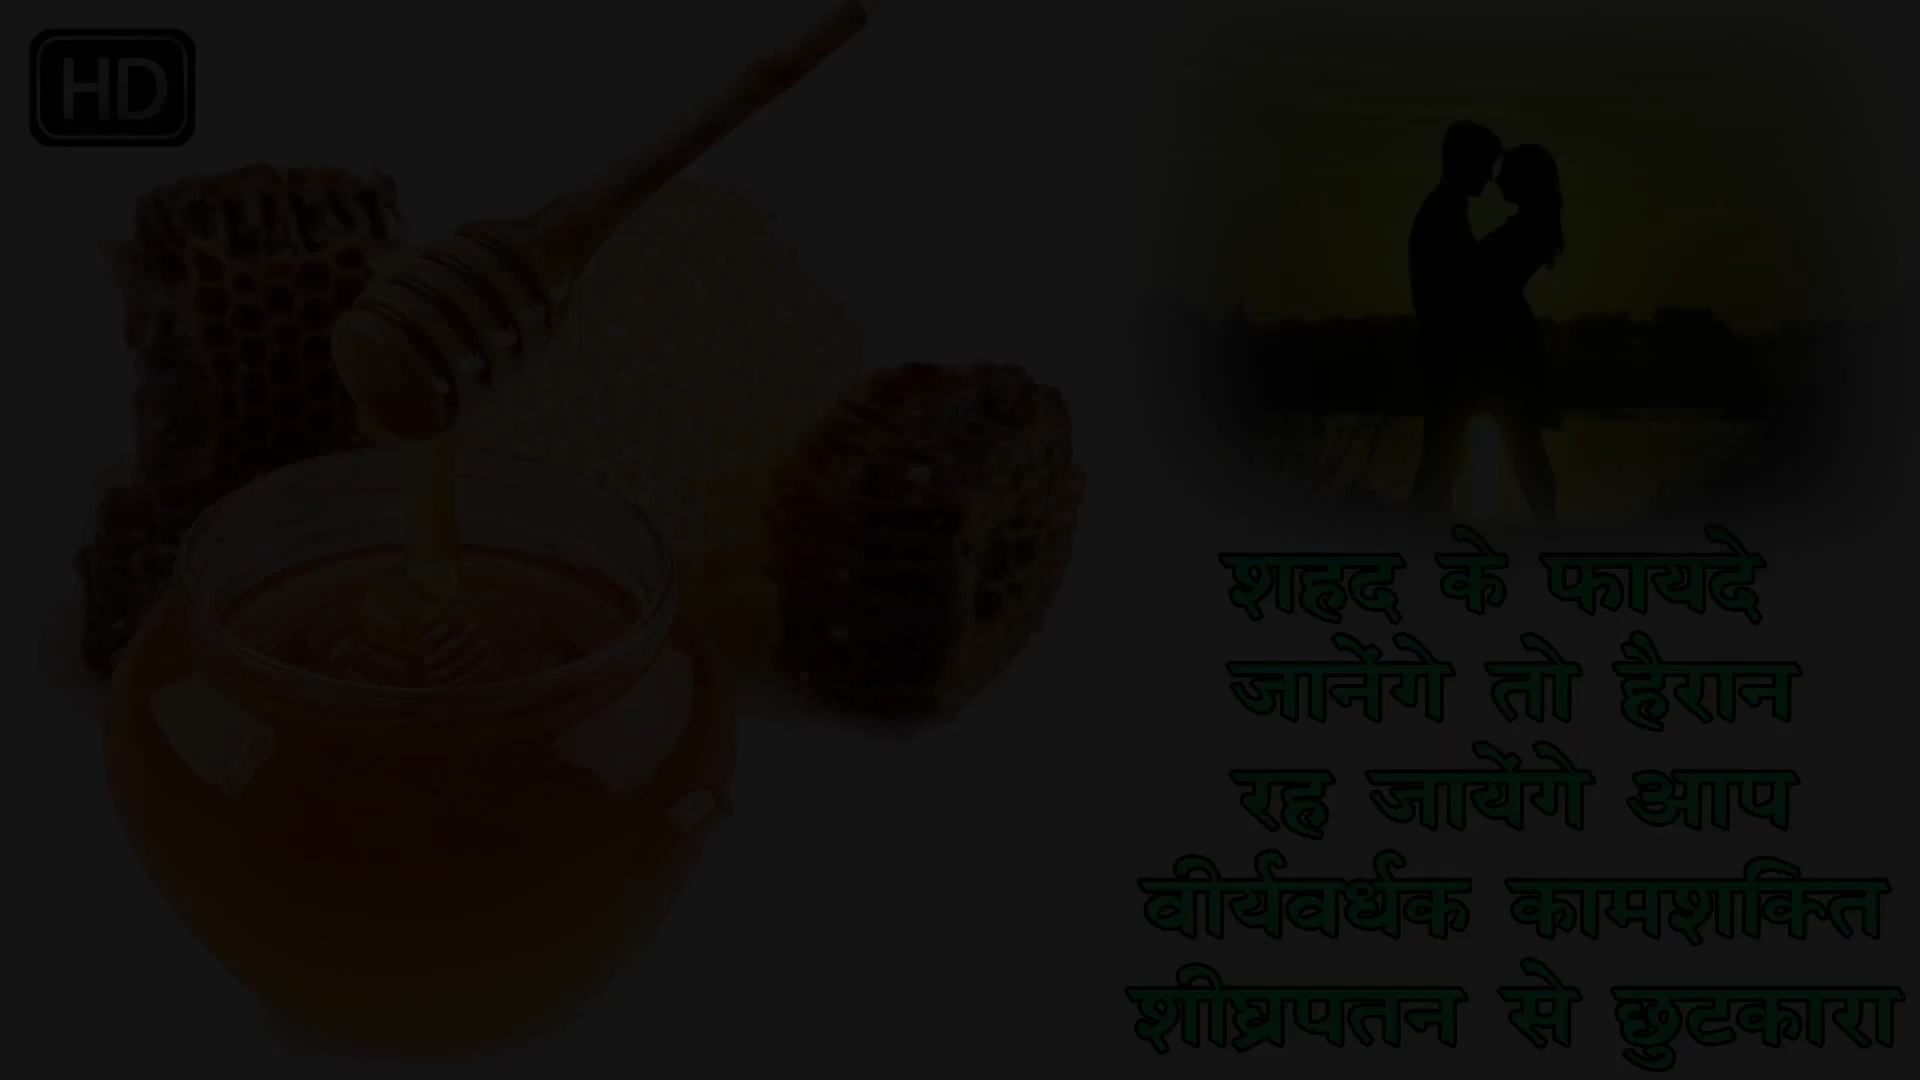 HD
शहद के फायदे
जानेंगे तो हैरान
रह जायेंगे आप
वीर्यवर्धक कामशक्ति
शीघ्रपतन से छुटकारा